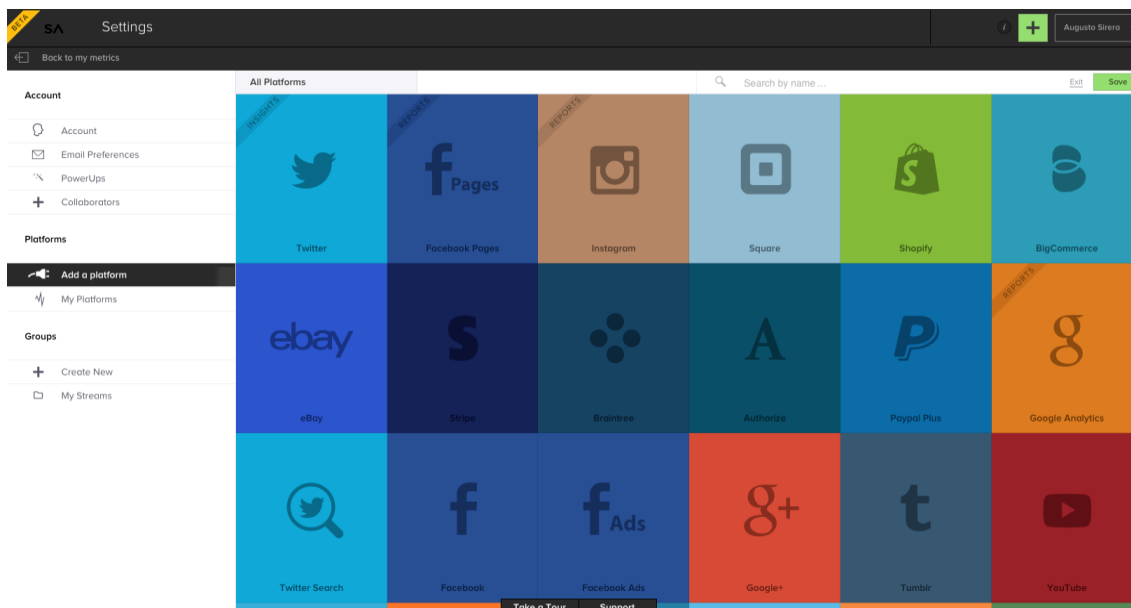 BETA
SΛ
Settings
i
+
Augusto Sirera
Back to my metrics
Account
Account
Email Preferences
PowerUps
Collaborators
Platforms
Add a platform
My Platforms
Groups
Create New
My Streams
All Platforms
Search by name ...
Exit
Save
INSIGHTS
Twitter
REPORTS
f Pages
Facebook Pages
REPORTS
Instagram
Square
S
Shopify
B
BigCommerce
ebay
eBay
S
Stripe
Braintree
A
Authorize
P
Paypal Plus
REPORTS
g
Google Analytics
Twitter Search
f
Facebook
f Ads
Facebook Ads
g+
Google+
t
Tumblr
YouTube
Take a Tour
Support